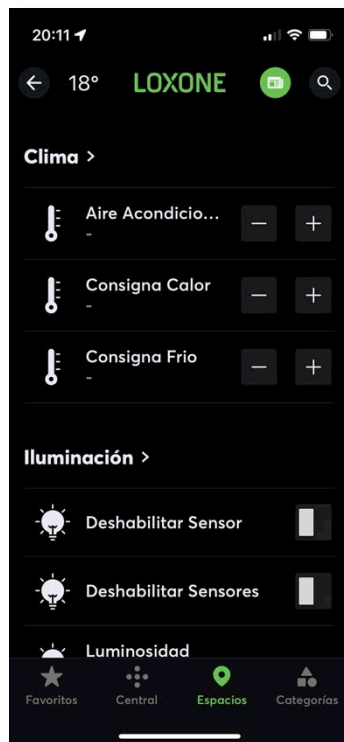 20:11
18°
LOXONE
Clima >
Aire Acondicio...
-
Consigna Calor
-
Consigna Frio
-
Iluminación >
Deshabilitar Sensor
Deshabilitar Sensores
Luminosidad
Favoritos Central Espacios Categorías